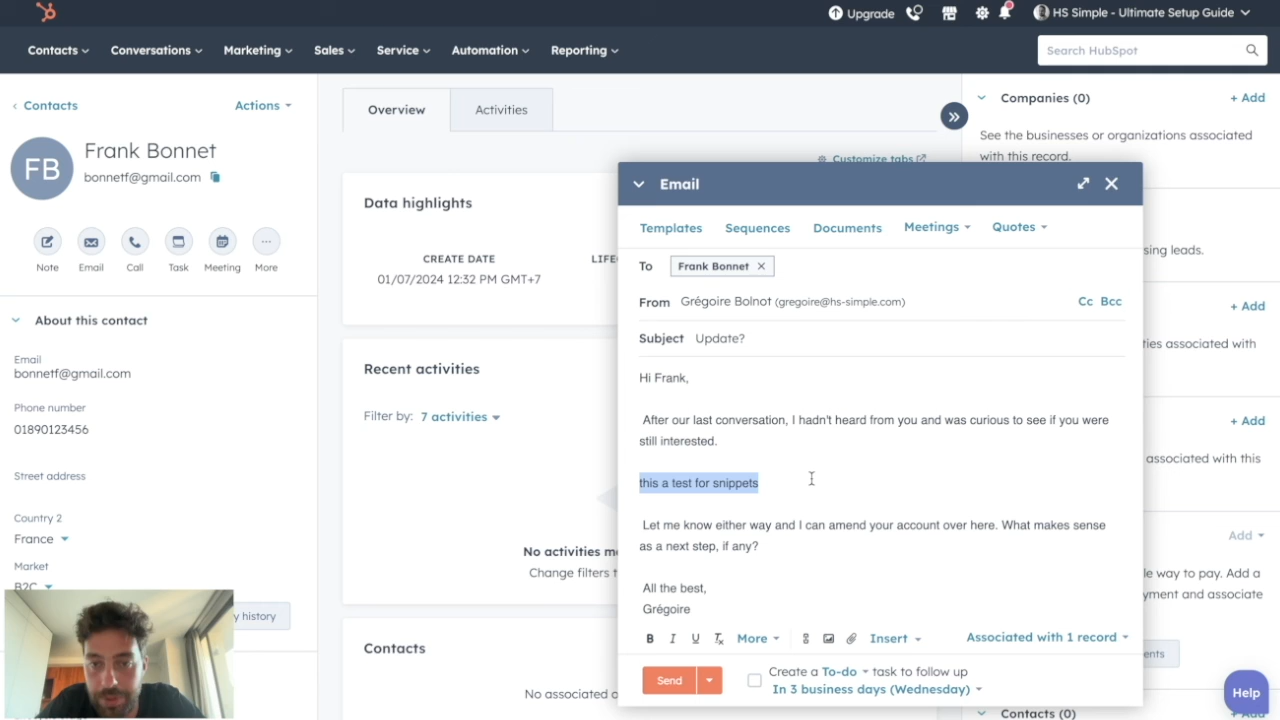 Upgrade
HS Simple - Ultimate Setup Guide
Contacts
Conversations
Marketing
Sales
Service
Automation
Reporting
Search HubSpot
Contacts
Actions
FB
Frank Bonnet
bonnetf@gmail.com
Note
Email
Call
Task
Meeting
More
About this contact
Email
bonnetf@gmail.com
Phone number
01890123456
Street address
Country 2
France
Market
B2C
y history
Overview
Activities
Customize tabs
Data highlights
CREATE DATE
LIFE
01/07/2024 12:32 PM GMT+7
Recent activities
Filter by: 7 activities
No activities m
Change filters t
Contacts
No associated o
Email
Templates
Sequences
Documents
Meetings
Quotes
To Frank Bonnet
From Grégoire Bolnot (gregoire@hs-simple.com)
Cc Bcc
Subject Update?
Hi Frank,
After our last conversation, I hadn't heard from you and was curious to see if you were
still interested.
this a test for snippets
Let me know either way and I can amend your account over here. What makes sense
as a next step, if any?
All the best,
Grégoire
B I U Tx More
Insert
Associated with 1 record
Send
Create a To-do task to follow up
In 3 business days (Wednesday)
Companies (0)
+ Add
See the businesses or organizations associated
with this record.
sing leads.
+ Add
ties associated with
+ Add
associated with this
Add
le way to pay. Add a
yment and associate
ents
Contacts (0)
+ Add
Help